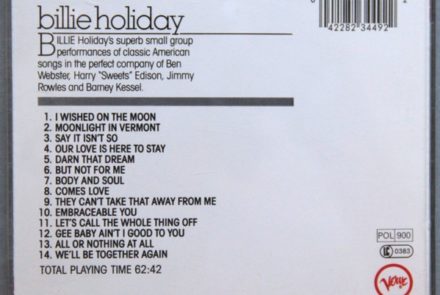 billie holiday
BILLIE Holiday's superb small group
performances of classic American
songs in the perfect company of Ben
Webster, Harry "Sweets" Edison, Jimmy
Rowles and Barney Kessel.
0
42282 34492
1. I WISHED ON THE MOON
2. MOONLIGHT IN VERMONT
3. SAY IT ISN'T SO
4. OUR LOVE IS HERE TO STAY
5. DARN THAT DREAM
6. BUT NOT FOR ME
7. BODY AND SOUL
8. COMES LOVE
9. THEY CAN'T TAKE THAT AWAY FROM ME
10. EMBRACEABLE YOU
11. LET'S CALL THE WHOLE THING OFF
12. GEE BABY AIN'T I GOOD TO YOU
13. ALL OR NOTHING AT ALL
14. WE'LL BE TOGETHER AGAIN
TOTAL PLAYING TIME 62:42
POL 900
0383
Verve